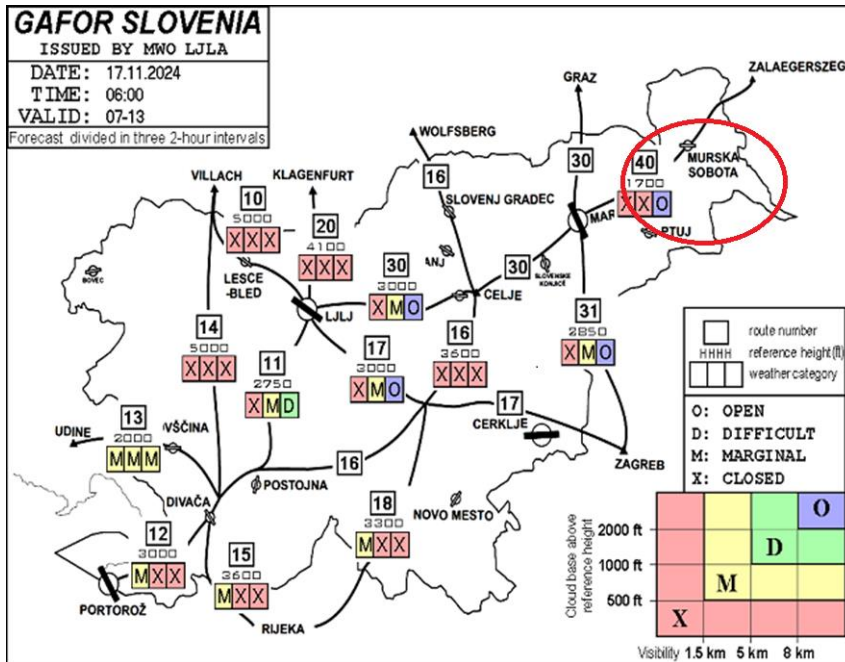 GAFOR SLOVENIA
ISSUED BY MWO LJLA
DATE: 17.11.2024
TIME: 06:00
VALID: 07-13
Forecast divided in three 2-hour intervals
ZALAEGERSZEG
GRAZ
WOLFSBERG
MURSKA
SOBOTA
40
1700
X X O
30
16
VILLACH
KLAGENFURT
10
5000
X X X
SLOVENJ GRADEC
20
4100
X X X
MAR
PTUJ
BOVEC
LESCE
-BLED
30
3000
X M O
ANJ
30
SLOVENSKE
KONJICE
CELJE
LJLJ
31
2850
X M O
14
5000
X X X
11
2750
X M D
17
3000
X M O
16
3600
X X X
17
CERKLJE
ZAGREB
13
2000
M M M
UDINE
VŠČINA
16
POSTOJNA
DIVAČA
NOVO MESTO
18
3300
M X X
12
3000
M X X
PORTOROŽ
15
3600
M X X
RIJEKA
route number
HHHH reference height(ft)
weather category
O: OPEN
D: DIFFICULT
M: MARGINAL
X: CLOSED
Cloud base above
reference height
2000 ft
1000 ft
500 ft
O
D
M
X
Visibility 1.5 km 5 km 8 km